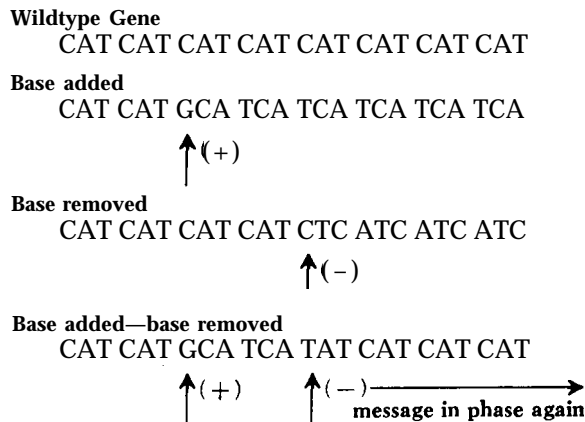 Wildtype Gene
CAT CAT CAT CAT CAT CAT CAT CAT
Base added
CAT CAT GCA TCA TCA TCA TCA TCA
(+)
Base removed
CAT CAT CAT CAT CTC ATC ATC ATC
(−)
Base added—base removed
CAT CAT GCA TCA TAT CAT CAT CAT
(+) (−)
message in phase again